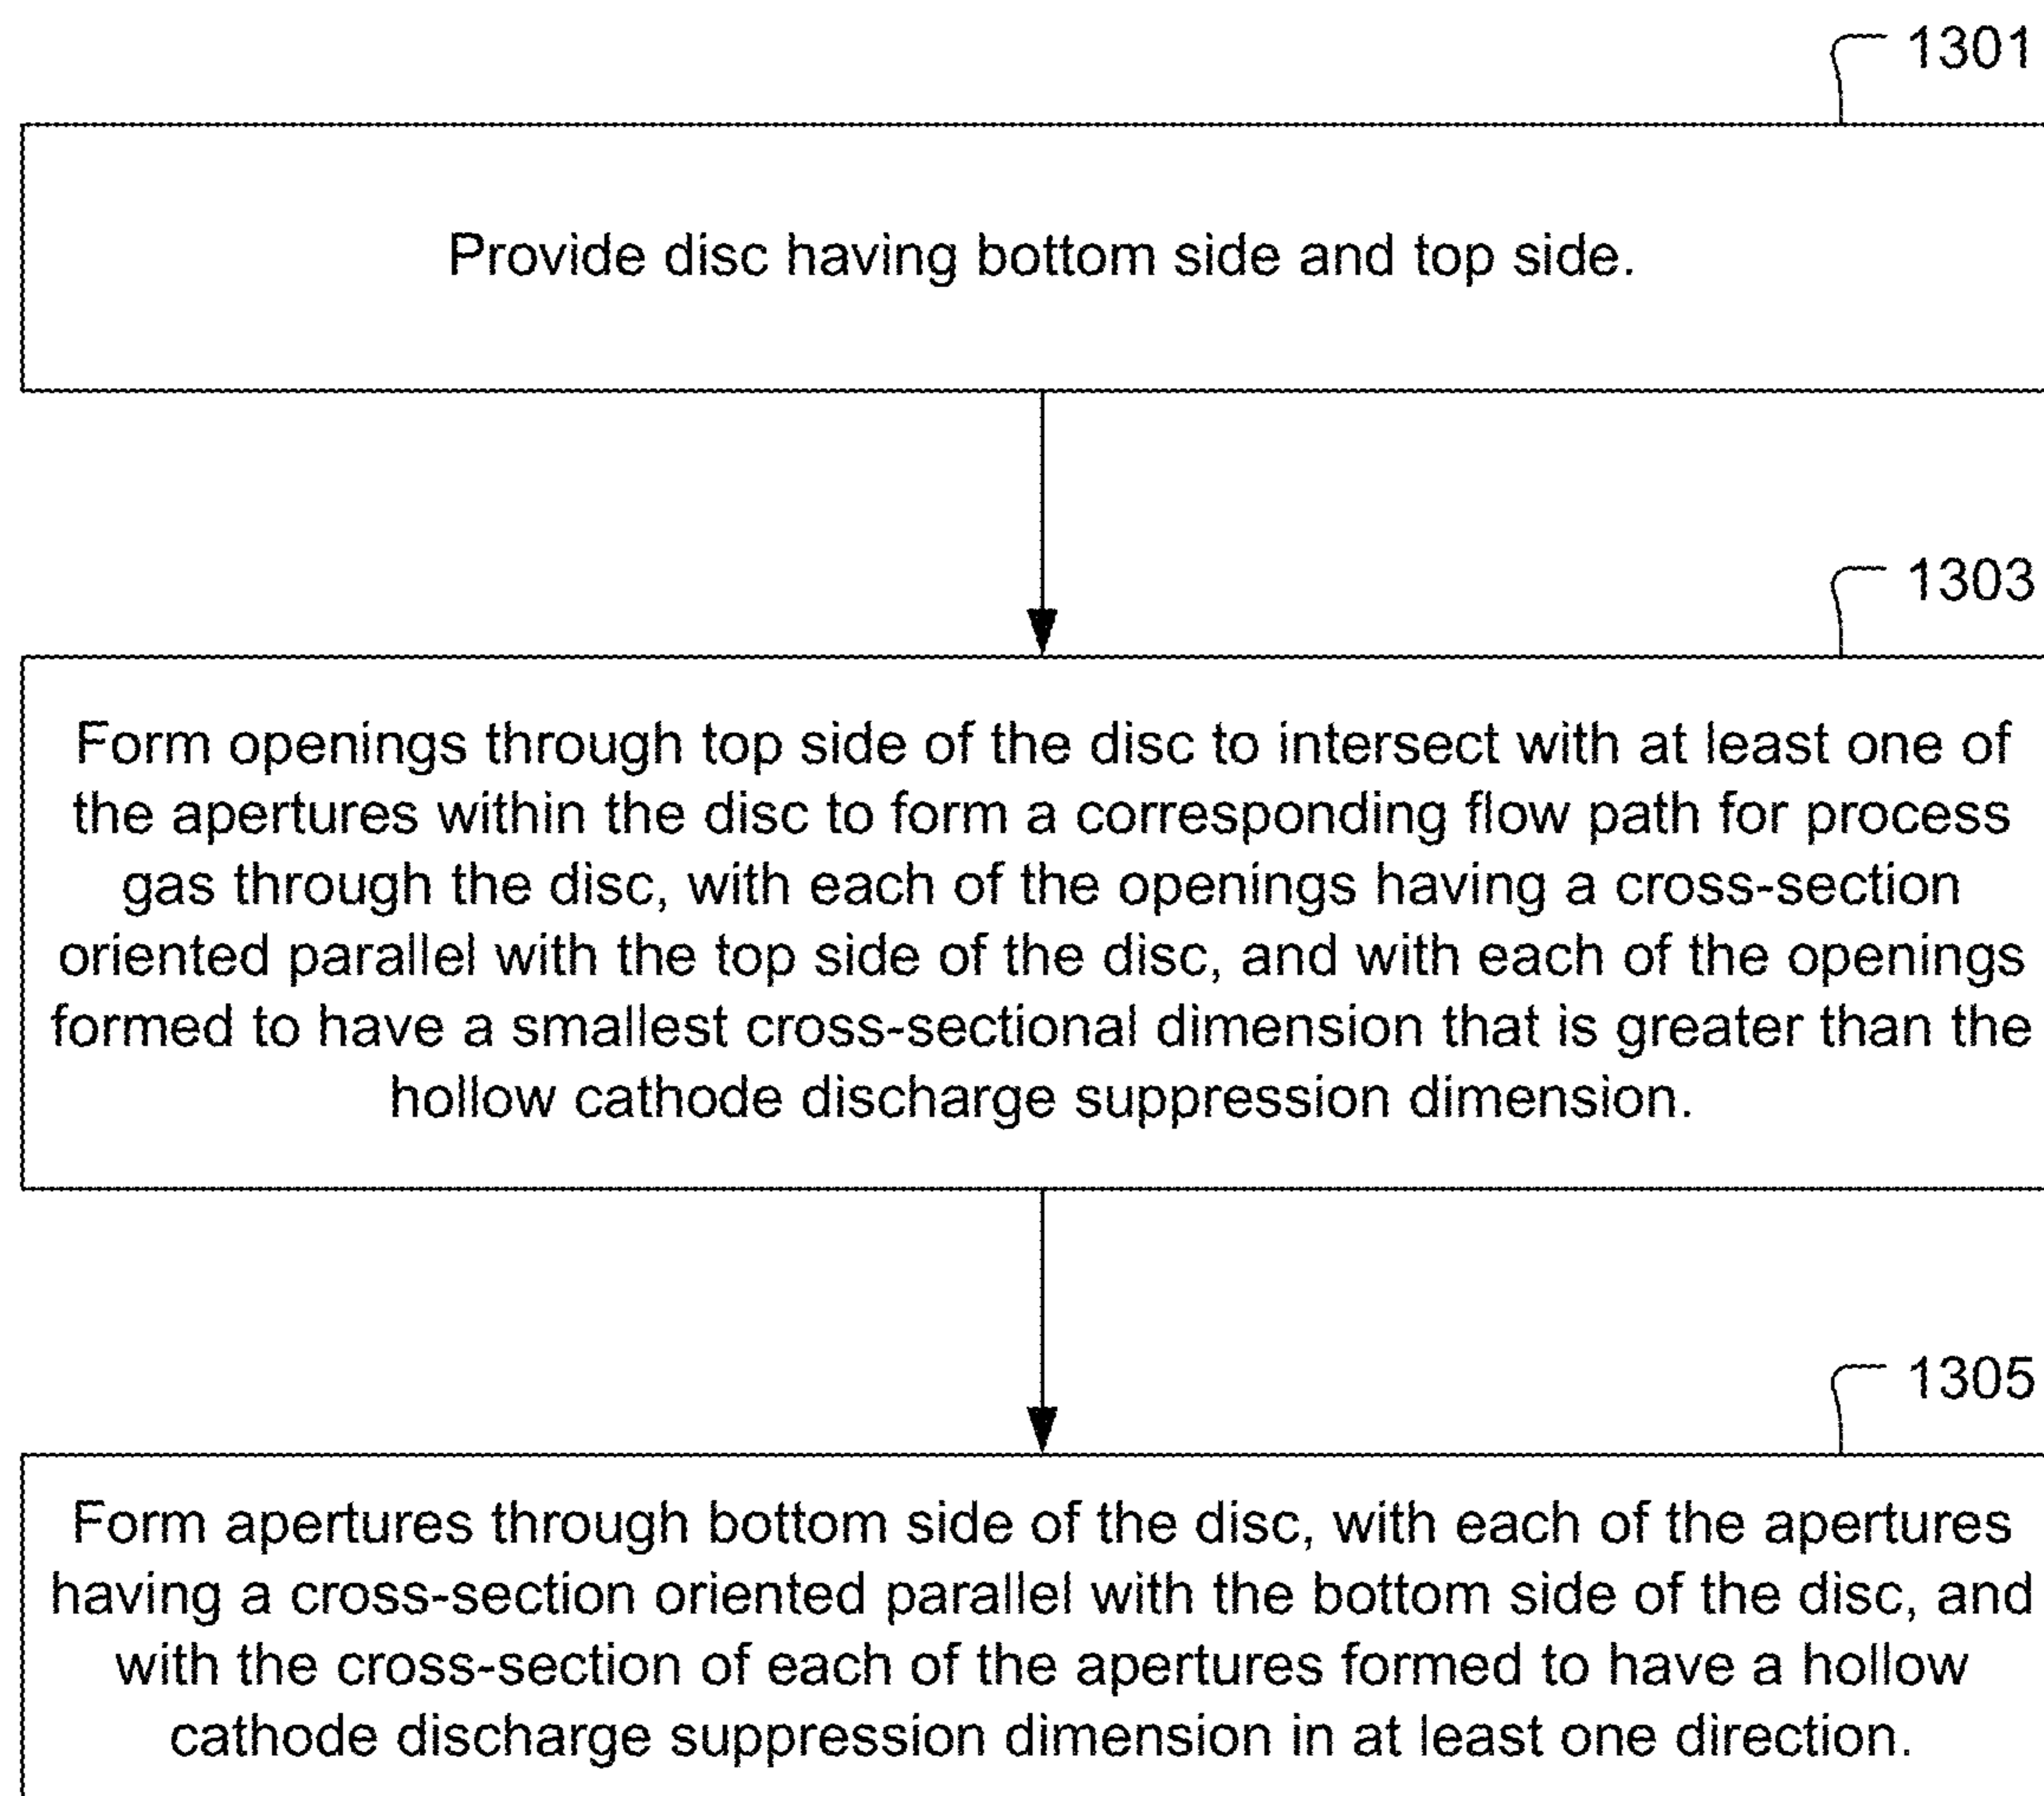 1301
Provide disc having bottom side and top side.
1303
Form openings through top side of the disc to intersect with at least one of
the apertures within the disc to form a corresponding flow path for process
gas through the disc, with each of the openings having a cross-section
oriented parallel with the top side of the disc, and with each of the openings
formed to have a smallest cross-sectional dimension that is greater than the
hollow cathode discharge suppression dimension.
1305
Form apertures through bottom side of the disc, with each of the apertures
having a cross-section oriented parallel with the bottom side of the disc, and
with the cross-section of each of the apertures formed to have a hollow
cathode discharge suppression dimension in at least one direction.